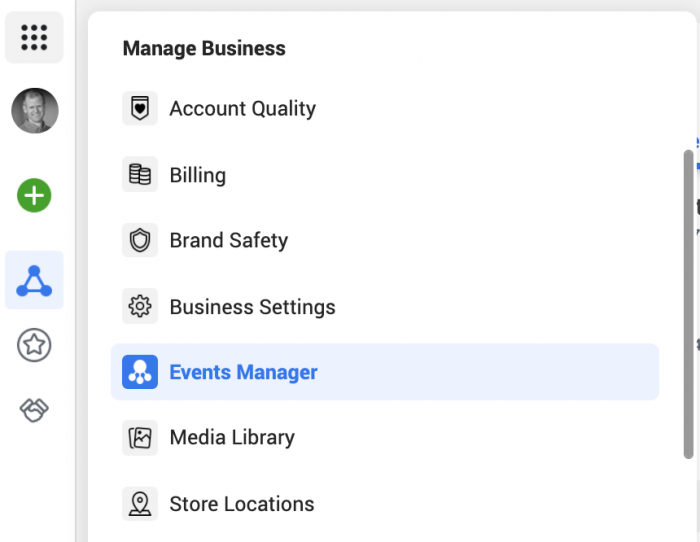 Manage Business
Account Quality
Billing
Brand Safety
Business Settings
Events Manager
Media Library
Store Locations